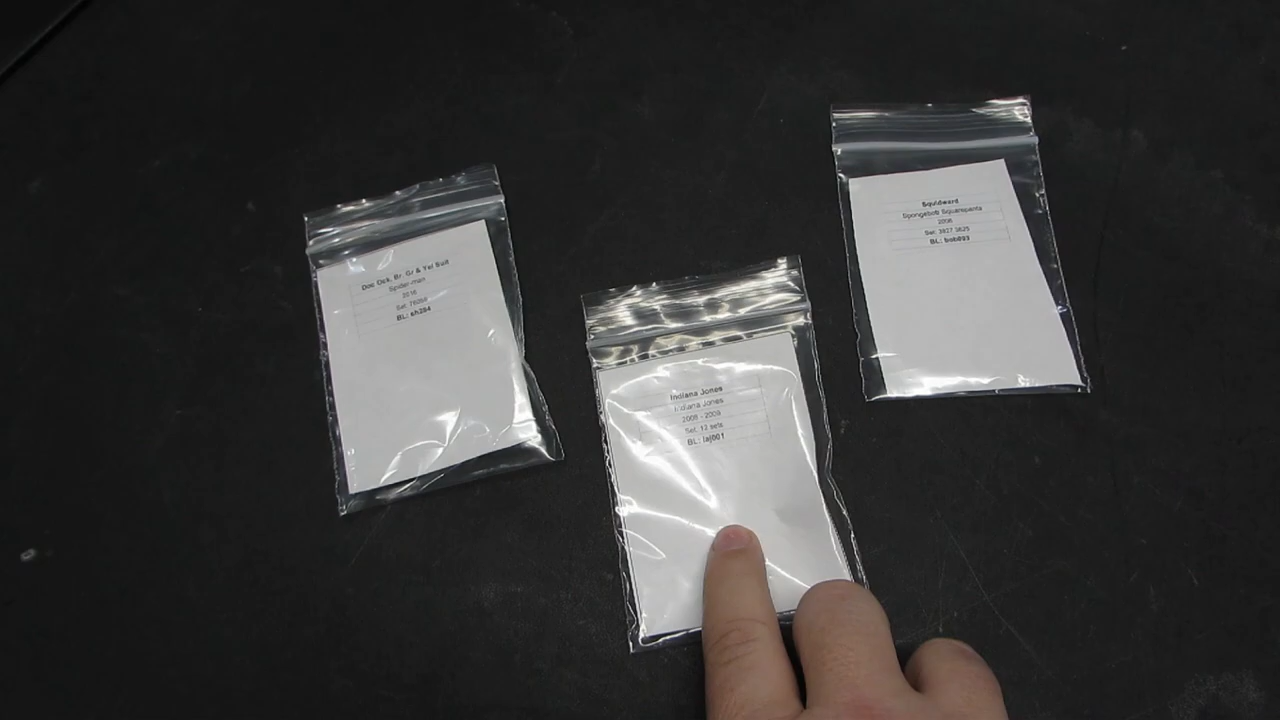 Doc Ock, Br, Gr & Yel Suit
Spider-man
2016
Set: 76059
BL: sh284
Indiana Jones
Indiana Jones
2008 - 2009
Set: 13 sets
BL: iaj001
Squidward
Spongebob Squarepants
2006
Set: 3827 3825
BL: bob003